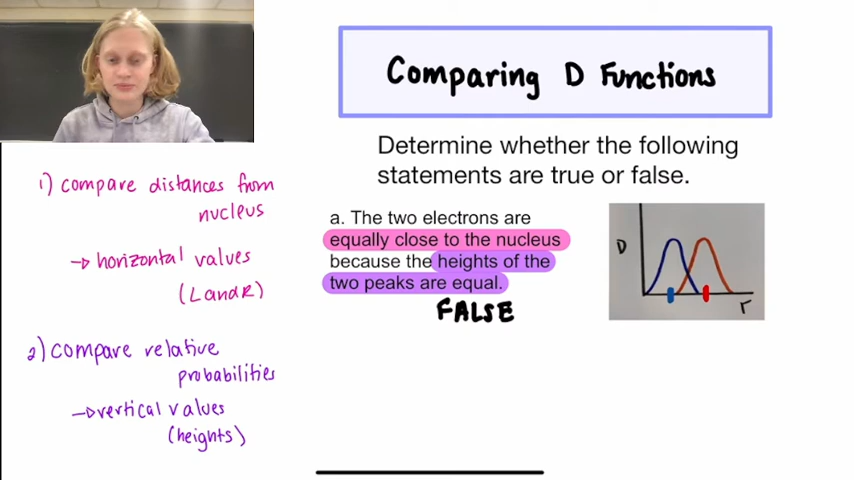 Comparing D Functions
Determine whether the following
statements are true or false.
1) compare distances from
nucleus
→ horizontal values
(L and R)
2) compare relative
probabilities
→ vertical values
(heights)
a. The two electrons are
equally close to the nucleus
because the heights of the
two peaks are equal.
FALSE
D
r